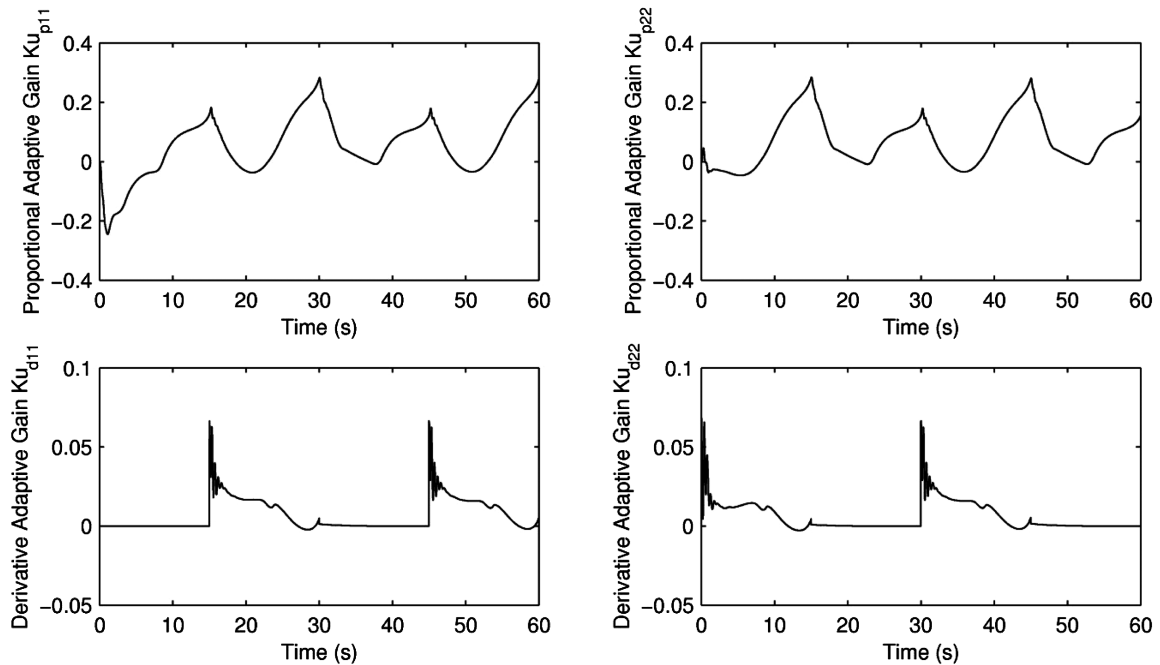 Proportional Adaptive Gain Ku_p11
0.4
0.2
0
−0.2
−0.4
0 10 20 30 40 50 60
Time (s)
Proportional Adaptive Gain Ku_p22
0.4
0.2
0
−0.2
−0.4
0 10 20 30 40 50 60
Time (s)
Derivative Adaptive Gain Ku_d11
0.1
0.05
0
−0.05
0 10 20 30 40 50 60
Time (s)
Derivative Adaptive Gain Ku_d22
0.1
0.05
0
−0.05
0 10 20 30 40 50 60
Time (s)